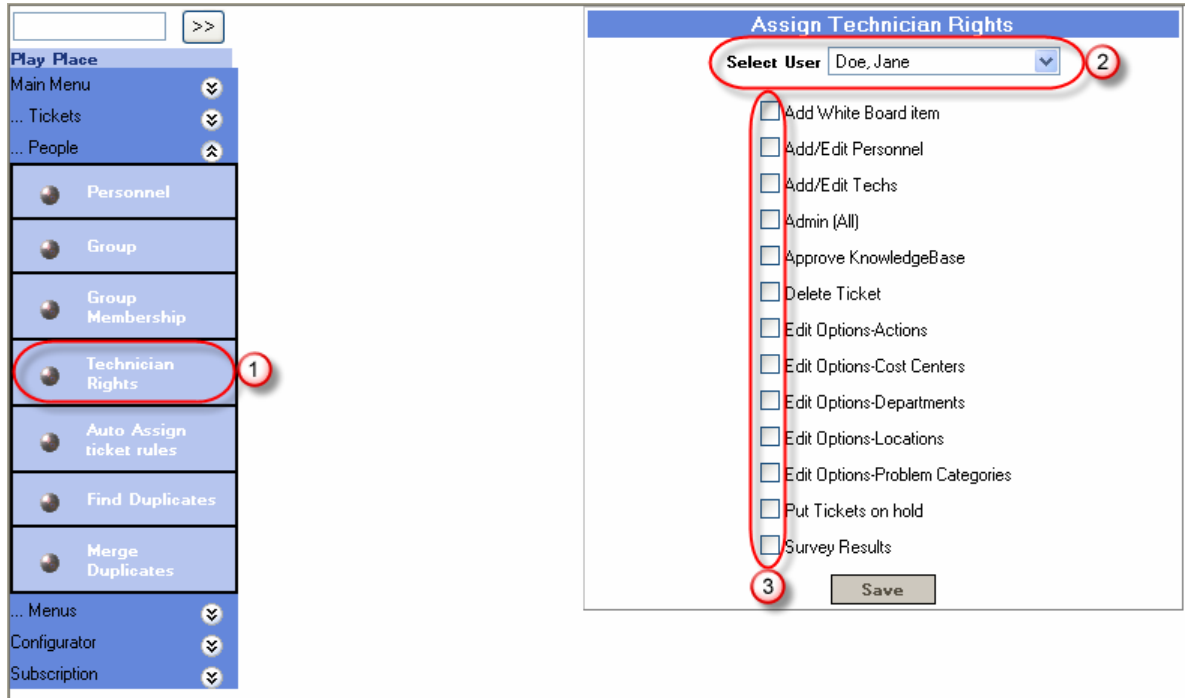 >>
Play Place
Main Menu
... Tickets
... People
Personnel
Group
Group
Membership
Technician
Rights
1
Auto Assign
ticket rules
Find Duplicates
Merge
Duplicates
... Menus
Configurator
Subscription
Assign Technician Rights
Select User Doe, Jane
2
Add White Board item
Add/Edit Personnel
Add/Edit Techs
Admin (All)
Approve KnowledgeBase
Delete Ticket
Edit Options-Actions
Edit Options-Cost Centers
Edit Options-Departments
Edit Options-Locations
Edit Options-Problem Categories
Put Tickets on hold
Survey Results
3
Save